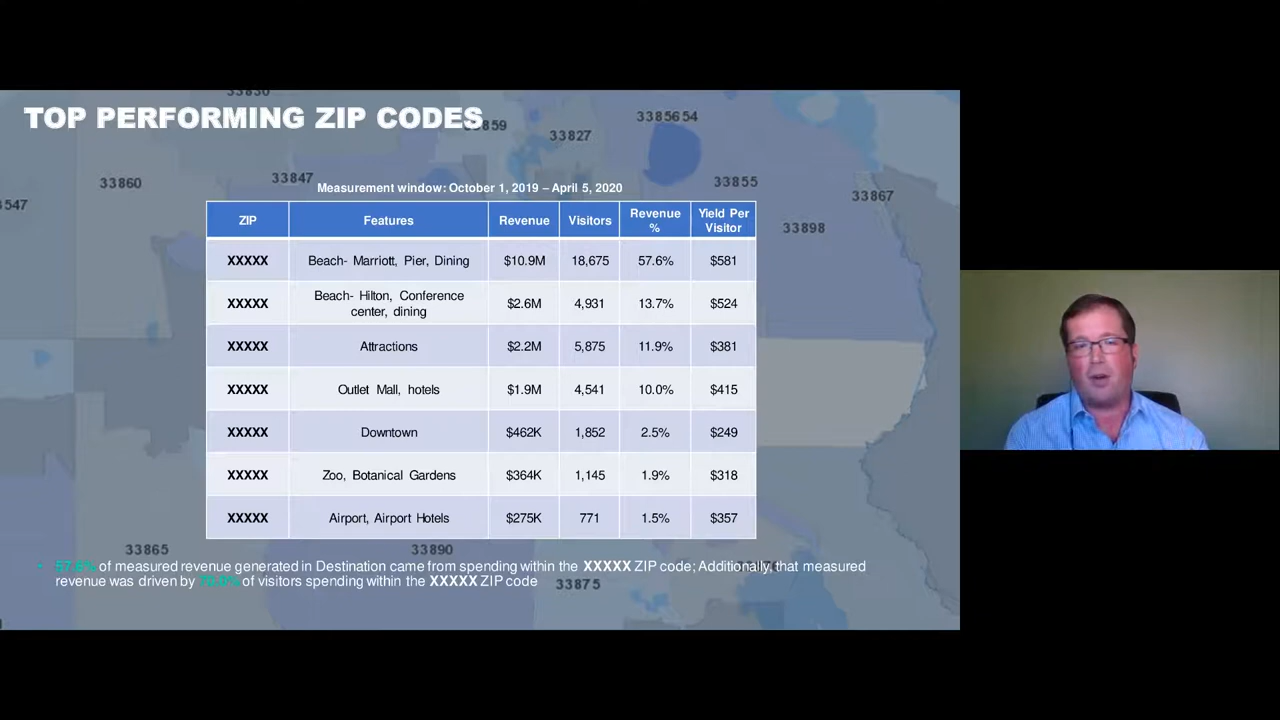 33830
TOP PERFORMING ZIP CODES
33827
3385654
33860
33847
33855
33867
33898
Measurement window: October 1, 2019 – April 5, 2020
ZIP Features Revenue Visitors Revenue % Yield Per Visitor
XXXXX Beach- Marriott, Pier, Dining $10.9M 18,675 57.6% $581
XXXXX Beach- Hilton, Conference center, dining $2.6M 4,931 13.7% $524
XXXXX Attractions $2.2M 5,875 11.9% $381
XXXXX Outlet Mall, hotels $1.9M 4,541 10.0% $415
XXXXX Downtown $462K 1,852 2.5% $249
XXXXX Zoo, Botanical Gardens $364K 1,145 1.9% $318
XXXXX Airport, Airport Hotels $275K 771 1.5% $357
33865
33890
• 57.6% of measured revenue generated in Destination came from spending within the XXXXX ZIP code; Additionally, that measured
revenue was driven by of visitors spending within the XXXXX ZIP code
33875